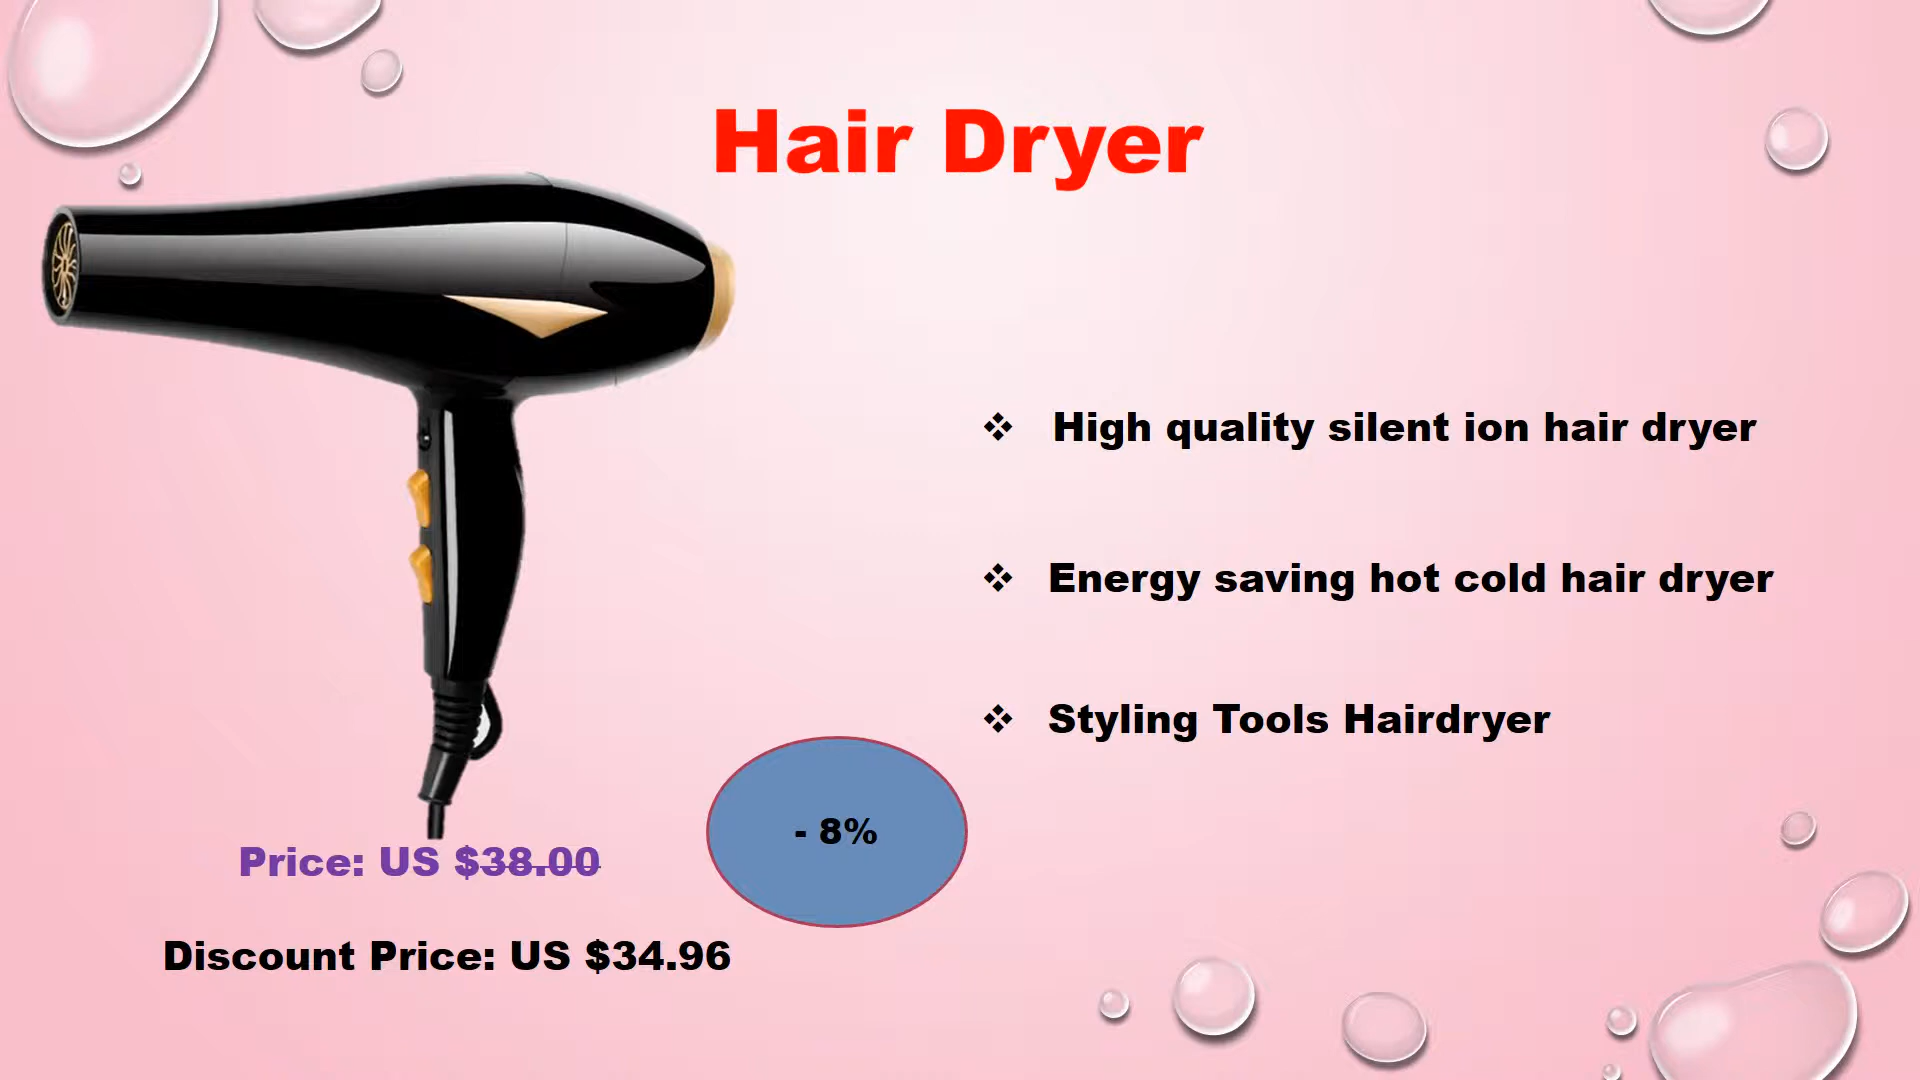 Hair Dryer
❖ High quality silent ion hair dryer
❖ Energy saving hot cold hair dryer
❖ Styling Tools Hairdryer
- 8%
Price: US $38.00
Discount Price: US $34.96